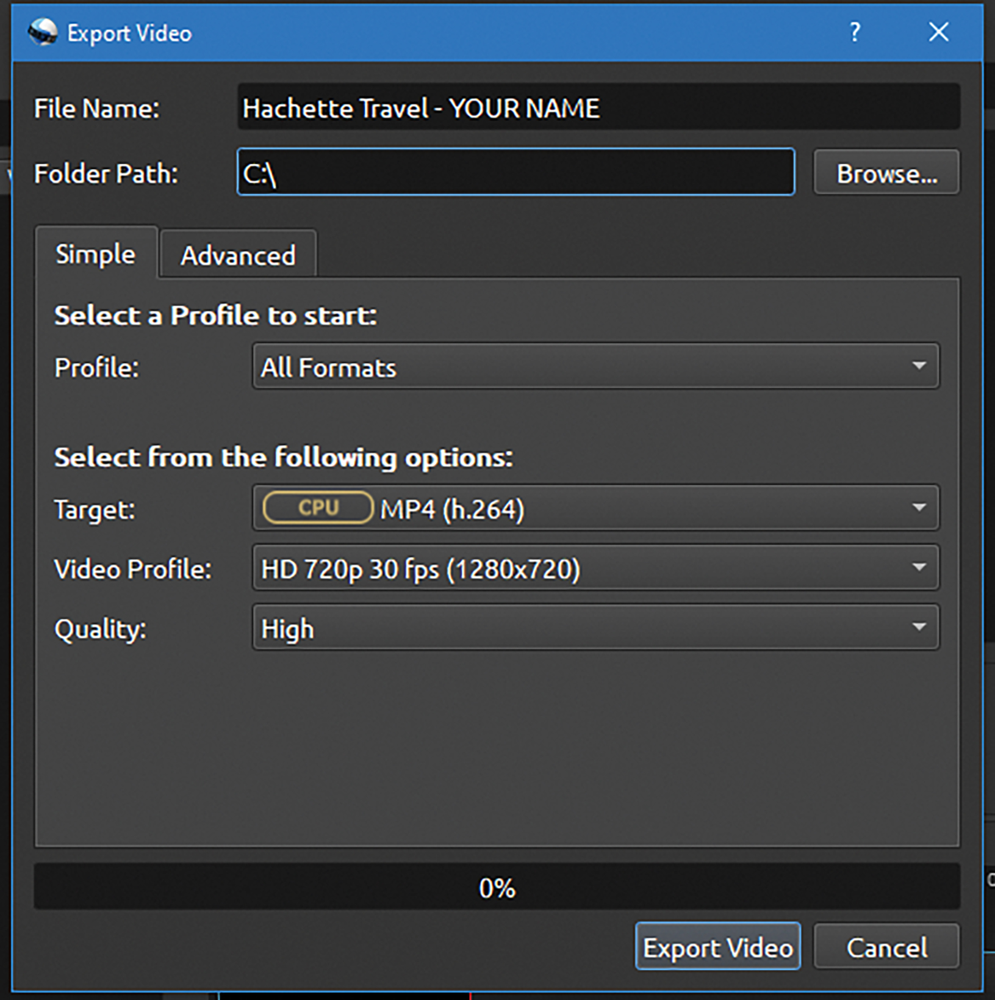 Export Video ?
File Name: Hachette Travel - YOUR NAME
Folder Path: C:\ Browse...
Simple Advanced
Select a Profile to start:
Profile: All Formats
Select from the following options:
Target: CPU MP4 (h.264)
Video Profile: HD 720p 30 fps (1280x720)
Quality: High
0%
Export Video Cancel